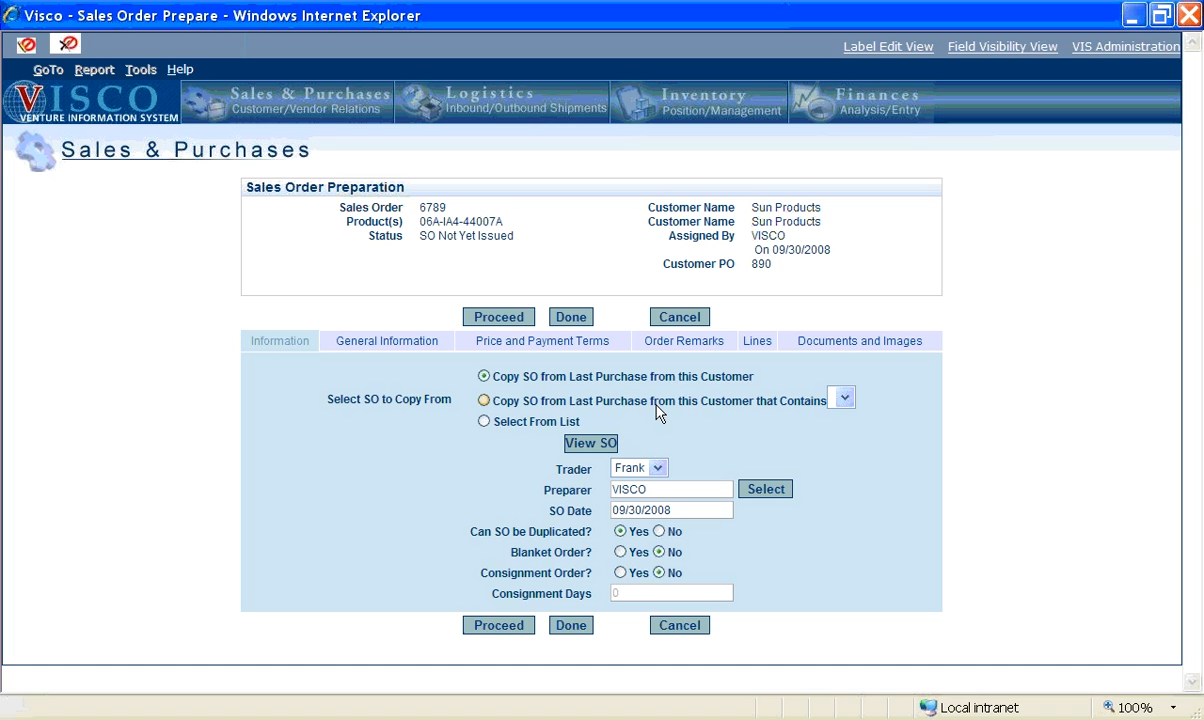 Visco - Sales Order Prepare - Windows Internet Explorer
Label Edit View Field Visibility View VIS Administration
GoTo Report Tools Help
VISCO
VENTURE INFORMATION SYSTEM
Sales & Purchases
Customer/Vendor Relations
Logistics
Inbound/Outbound Shipments
Inventory
Position/Management
Finances
Analysis/Entry
Sales & Purchases
Sales Order Preparation
Sales Order 6789 Customer Name Sun Products
Product(s) 06A-IA4-44007A Customer Name Sun Products
Status SO Not Yet Issued Assigned By VISCO
On 09/30/2008
Customer PO 890
Proceed Done Cancel
Information General Information Price and Payment Terms Order Remarks Lines Documents and Images
Copy SO from Last Purchase from this Customer
Select SO to Copy From Copy SO from Last Purchase from this Customer that Contains
Select From List
View SO
Trader Frank
Preparer VISCO Select
SO Date 09/30/2008
Can SO be Duplicated? Yes No
Blanket Order? Yes No
Consignment Order? Yes No
Consignment Days 0
Proceed Done Cancel
Local intranet 100%